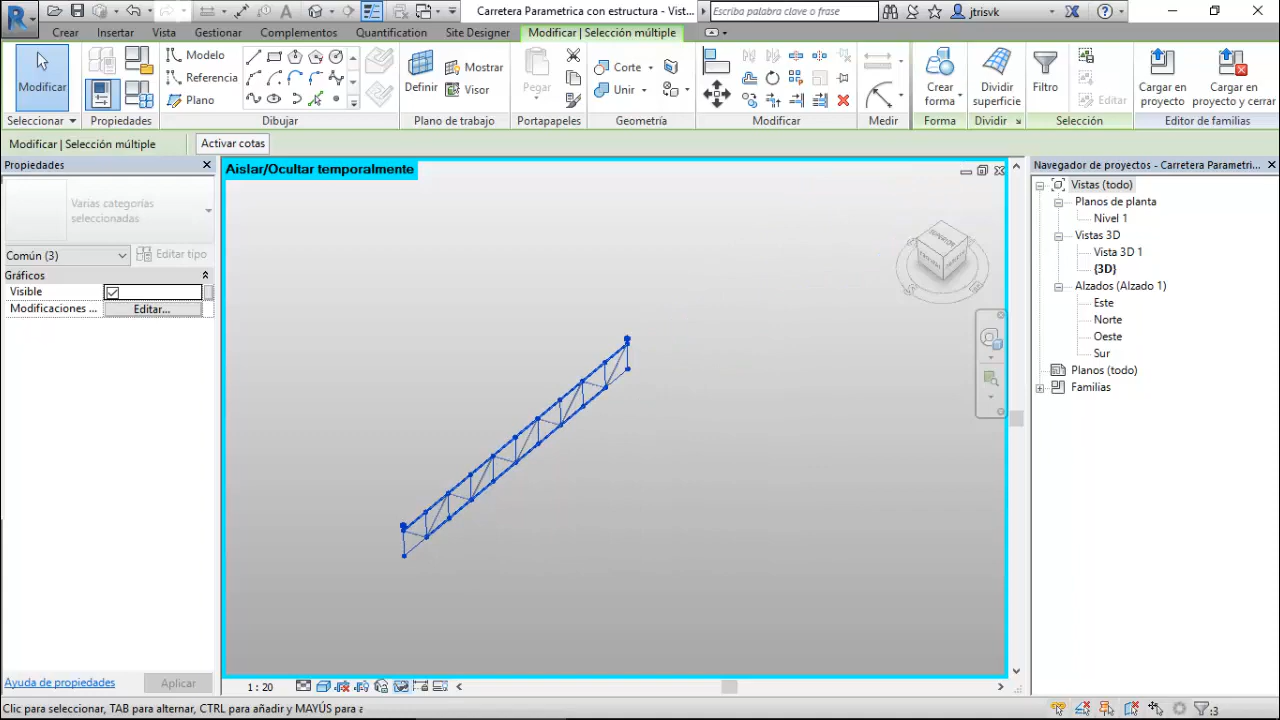 Carretera Parametrica con estructura - Vist...
Escriba palabra clave o frase
jtrisvk
Crear
Insertar
Vista
Gestionar
Complementos
Quantification
Site Designer
Modificar | Selección múltiple
Modificar
Modelo
Referencia
Plano
Definir
Mostrar
Visor
Pegar
Corte
Unir
Crear forma
Dividir superficie
Filtro
Editar
Cargar en proyecto
Cargar en proyecto y cerrar
Seleccionar
Propiedades
Dibujar
Plano de trabajo
Portapapeles
Geometría
Modificar
Medir
Forma
Dividir
Selección
Editor de familias
Modificar | Selección múltiple
Activar cotas
Propiedades
Varias categorías
seleccionadas
Común (3)
Editar tipo
Gráficos
Visible
Modificaciones ...
Editar...
Ayuda de propiedades
Aplicar
Aislar/Ocultar temporalmente
1 : 20
Navegador de proyectos - Carretera Parametri...
Vistas (todo)
Planos de planta
Nivel 1
Vistas 3D
Vista 3D 1
{3D}
Alzados (Alzado 1)
Este
Norte
Oeste
Sur
Planos (todo)
Familias
Clic para seleccionar, TAB para alternar, CTRL para añadir y MAYÚS para a
:3